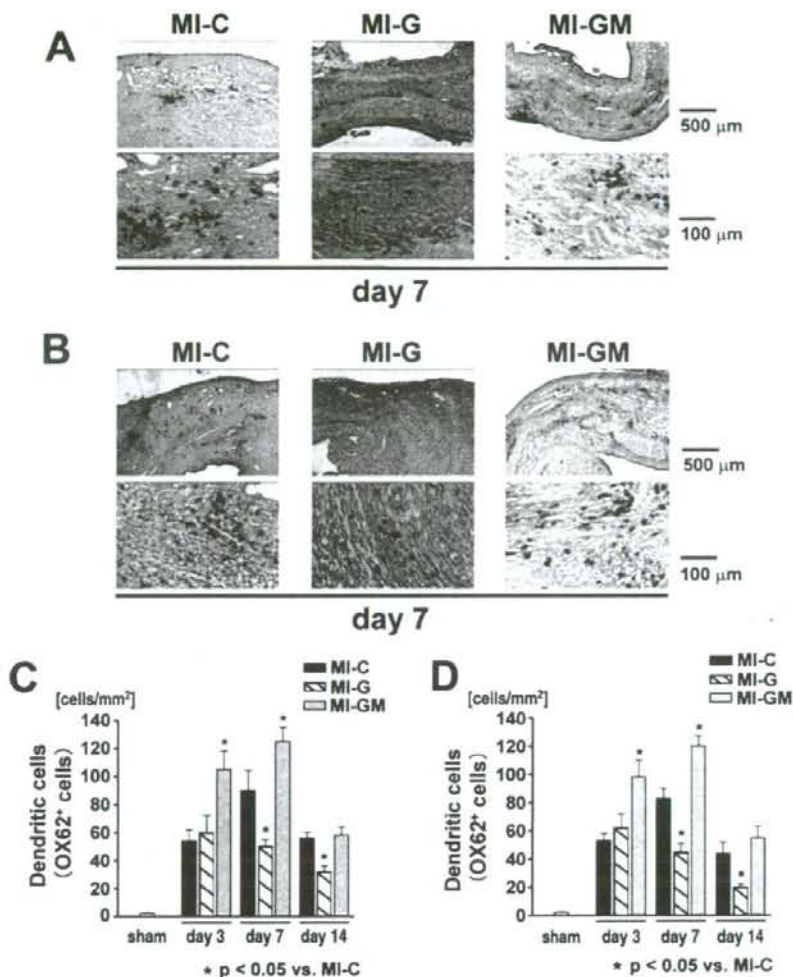 A
MI-C MI-G MI-GM
500 μm
100 μm
day 7
B
MI-C MI-G MI-GM
500 μm
100 μm
day 7
C
MI-C
MI-G
MI-GM
[cells/mm²]
Dendritic cells
(OX62⁺ cells)
140
120
100
80
60
40
20
0
sham day 3 day 7 day 14
* * * *
* p < 0.05 vs. MI-C
D
MI-C
MI-G
MI-GM
[cells/mm²]
Dendritic cells
(OX62⁺ cells)
140
120
100
80
60
40
20
0
sham day 3 day 7 day 14
* * * *
* p < 0.05 vs. MI-C